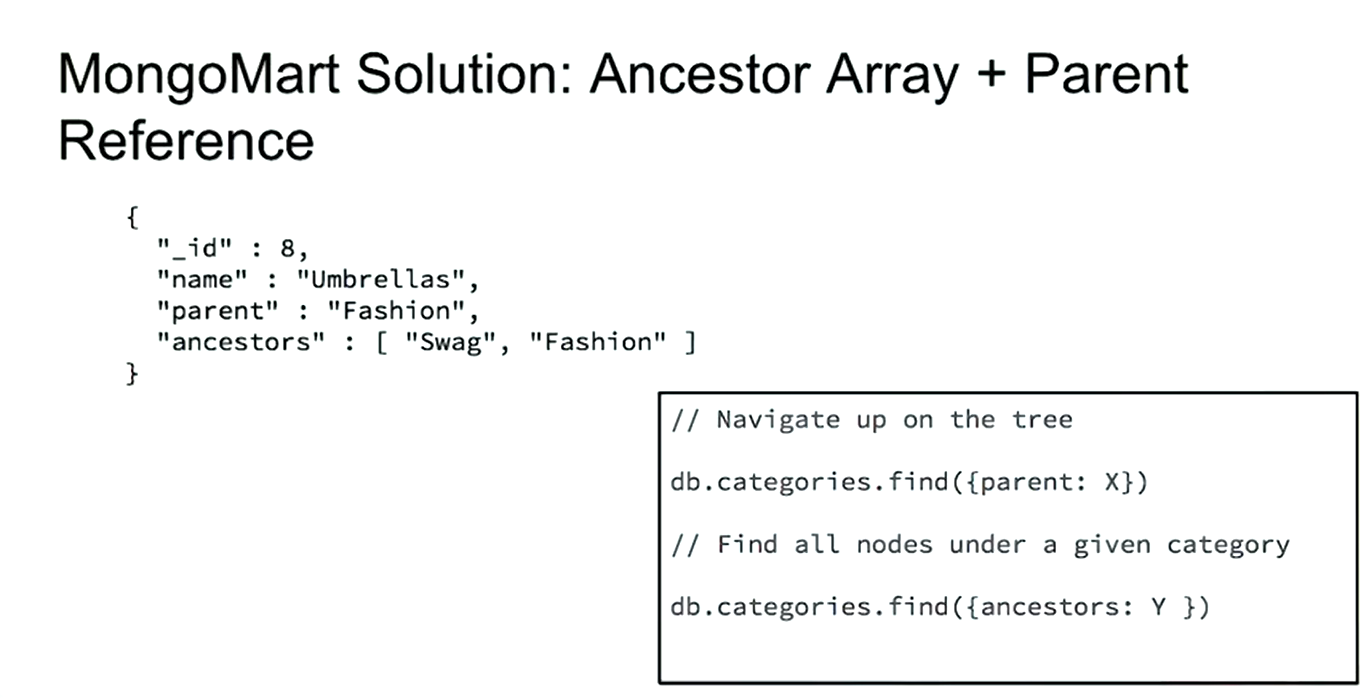 MongoMart Solution: Ancestor Array + Parent
Reference
{
"_id" : 8,
"name" : "Umbrellas",
"parent" : "Fashion",
"ancestors" : [ "Swag", "Fashion" ]
}
// Navigate up on the tree
db.categories.find({parent: X})
// Find all nodes under a given category
db.categories.find({ancestors: Y })